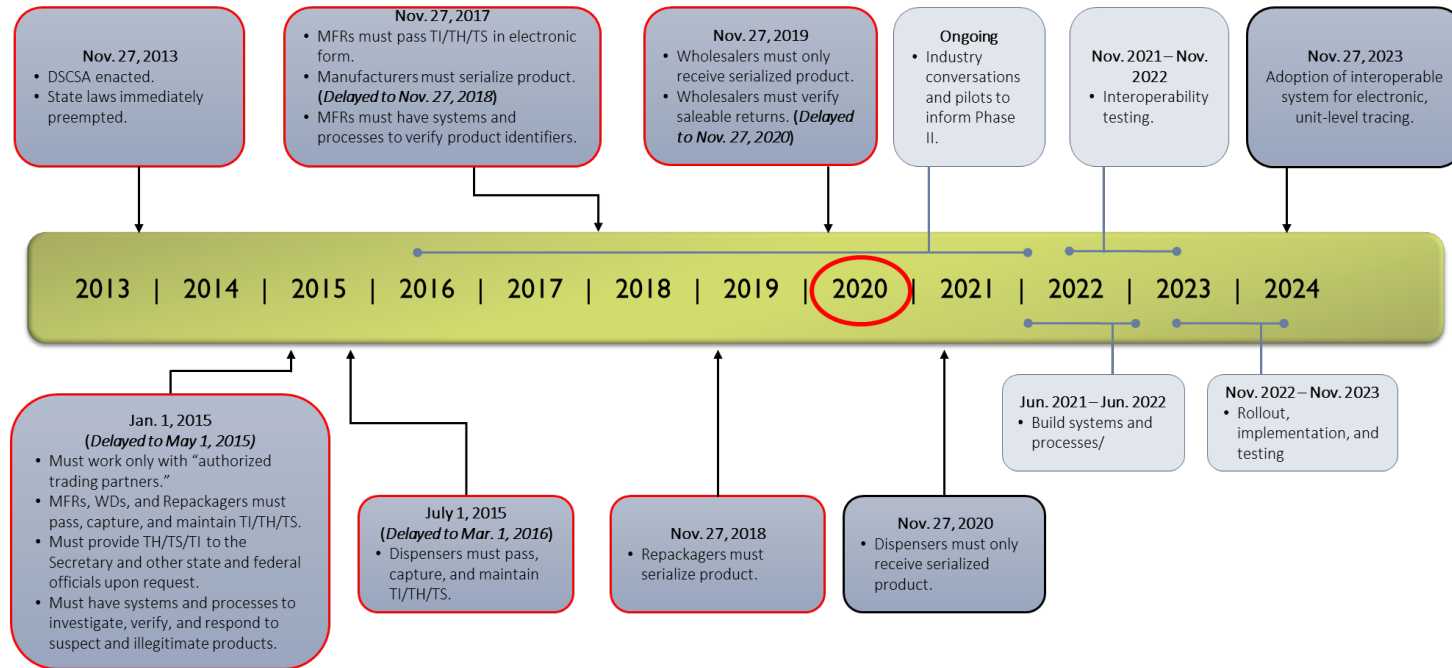 Nov. 27, 2013
• DSCSA enacted.
• State laws immediately
preempted.
Nov. 27, 2017
• MFRs must pass TI/TH/TS in electronic
form.
• Manufacturers must serialize product.
(Delayed to Nov. 27, 2018)
• MFRs must have systems and
processes to verify product identifiers.
Nov. 27, 2019
• Wholesalers must only
receive serialized product.
• Wholesalers must verify
saleable returns. (Delayed
to Nov. 27, 2020)
Ongoing
• Industry
conversations
and pilots to
inform Phase
II.
Nov. 2021 – Nov.
2022
• Interoperability
testing.
Nov. 27, 2023
Adoption of interoperable
system for electronic,
unit-level tracing.
2013 | 2014 | 2015 | 2016 | 2017 | 2018 | 2019 | 2020 | 2021 | 2022 | 2023 | 2024
Jan. 1, 2015
(Delayed to May 1, 2015)
• Must work only with “authorized
trading partners.”
• MFRs, WDs, and Repackagers must
pass, capture, and maintain TI/TH/TS.
• Must provide TH/TS/TI to the
Secretary and other state and federal
officials upon request.
• Must have systems and processes to
investigate, verify, and respond to
suspect and illegitimate products.
July 1, 2015
(Delayed to Mar. 1, 2016)
• Dispensers must pass,
capture, and maintain
TI/TH/TS.
Nov. 27, 2018
• Repackagers must
serialize product.
Nov. 27, 2020
• Dispensers must only
receive serialized
product.
Jun. 2021 – Jun. 2022
• Build systems and
processes/
Nov. 2022 – Nov. 2023
• Rollout,
implementation, and
testing